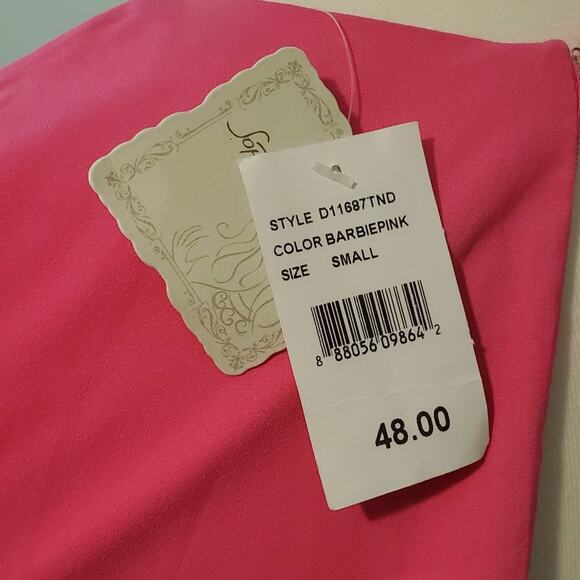 STYLE D11687TND
COLOR BARBIEPINK
SIZE SMALL
8 88056 09864 2
48.00